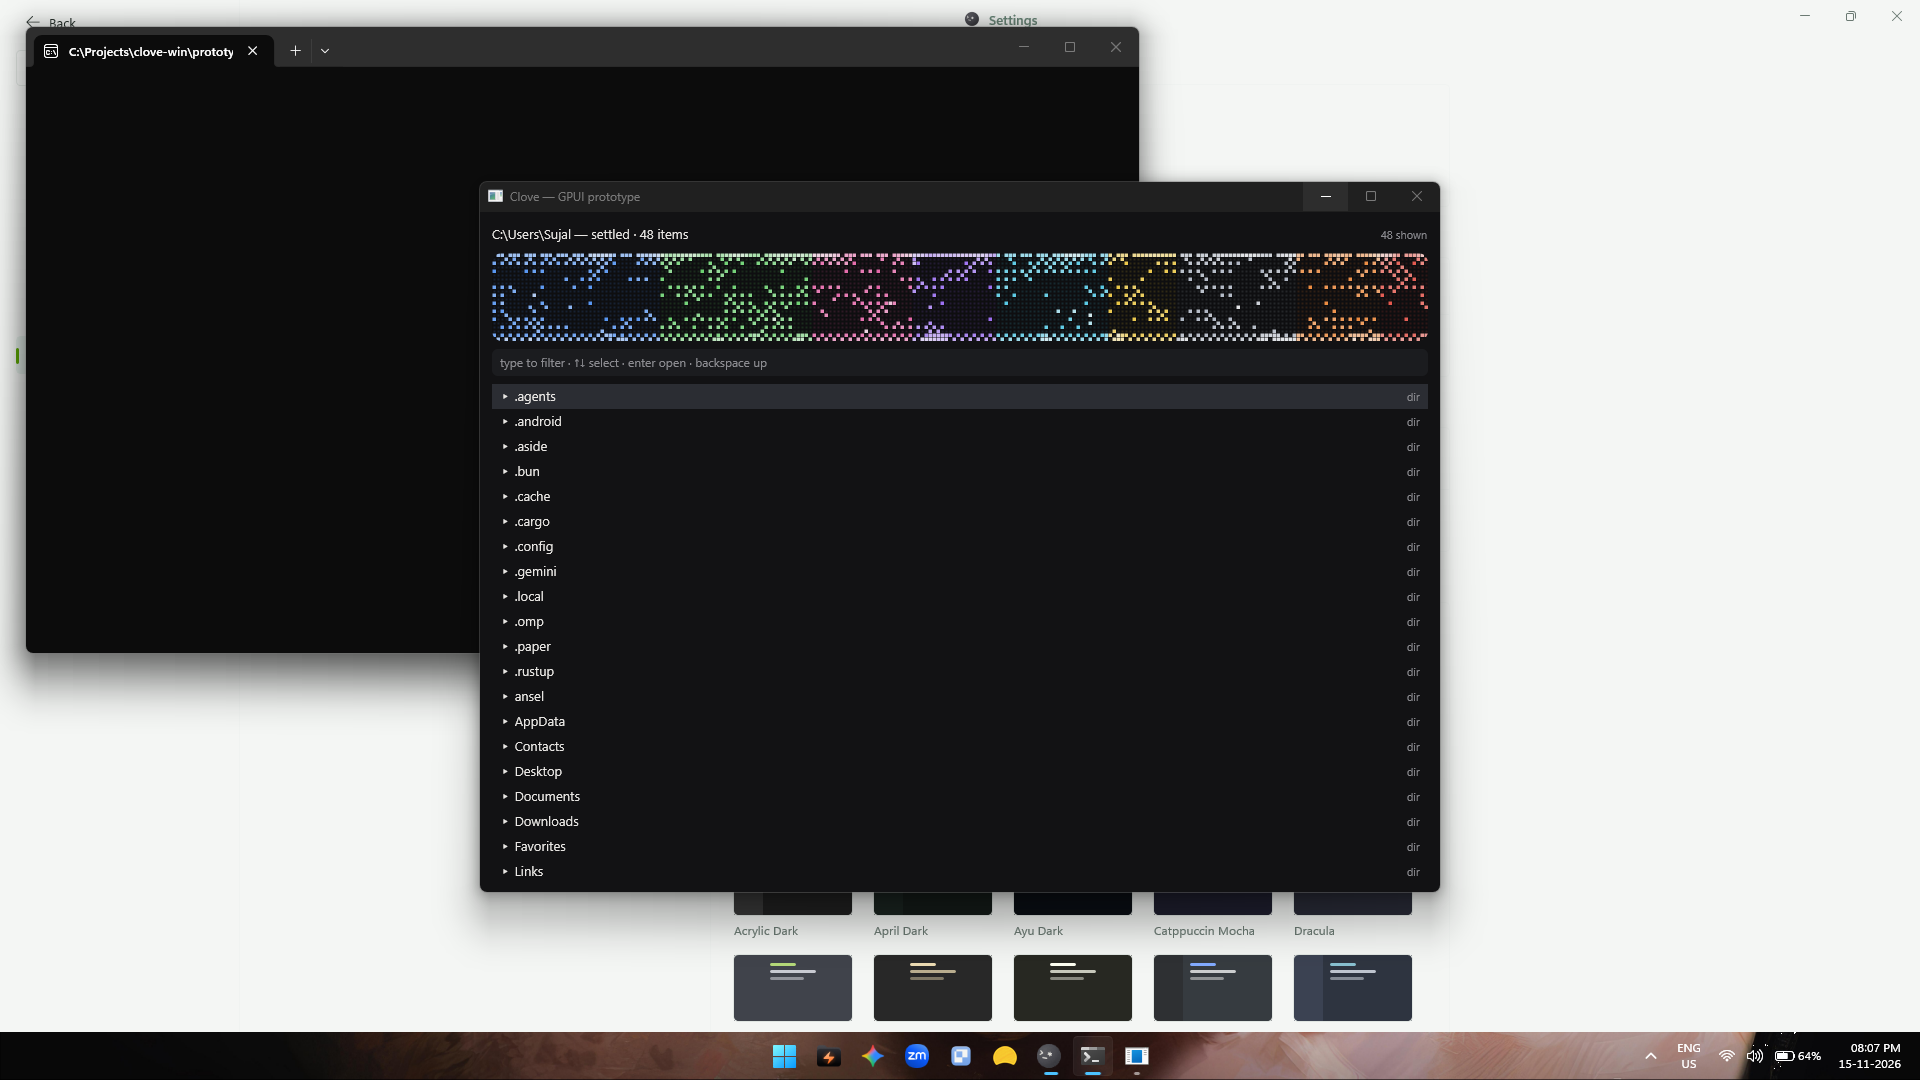 Back
Settings
C:\Projects\clove-win\prototy
Clove — GPUI prototype
C:\Users\Sujal — settled · 48 items
48 shown
type to filter · ↑↓ select · enter open · backspace up
.agents dir
.android dir
.aside dir
.bun dir
.cache dir
.cargo dir
.config dir
.gemini dir
.local dir
.omp dir
.paper dir
.rustup dir
ansel dir
AppData dir
Contacts dir
Desktop dir
Documents dir
Downloads dir
Favorites dir
Links dir
Acrylic Dark
April Dark
Ayu Dark
Catppuccin Mocha
Dracula
zm
ENG
US
64%
08:07 PM
15-11-2026